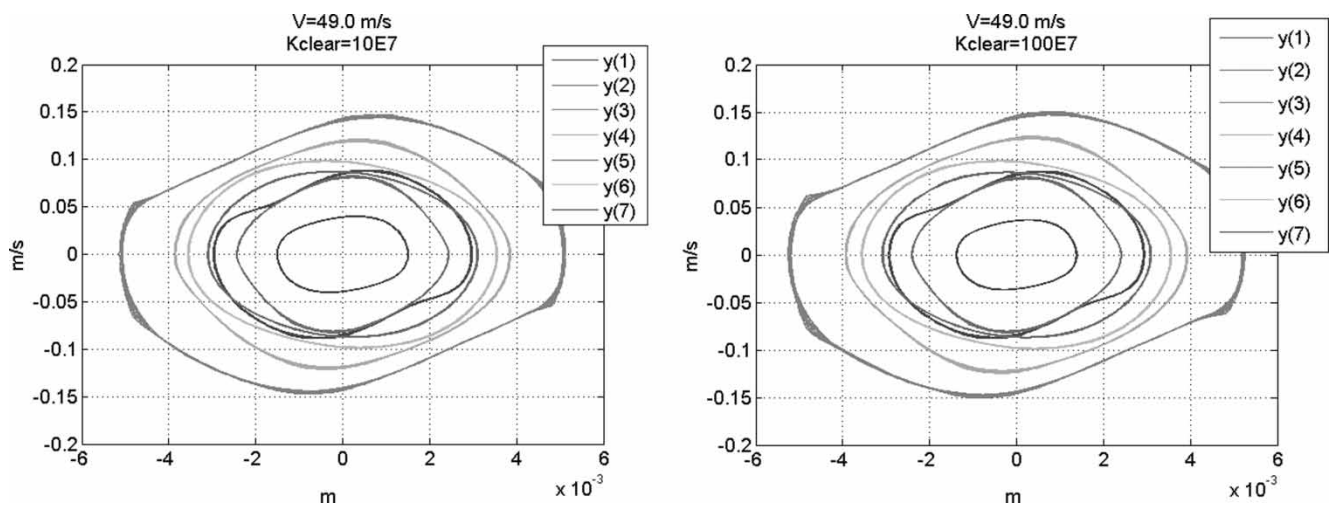 V=49.0 m/s
Kclear=10E7
y(1)
y(2)
y(3)
y(4)
y(5)
y(6)
y(7)
0.2
0.15
0.1
0.05
0
-0.05
-0.1
-0.15
-0.2
m/s
-6 -4 -2 0 2 4 6
x 10-3
m
V=49.0 m/s
Kclear=100E7
y(1)
y(2)
y(3)
y(4)
y(5)
y(6)
y(7)
0.2
0.15
0.1
0.05
0
-0.05
-0.1
-0.15
-0.2
m/s
-6 -4 -2 0 2 4 6
x 10-3
m